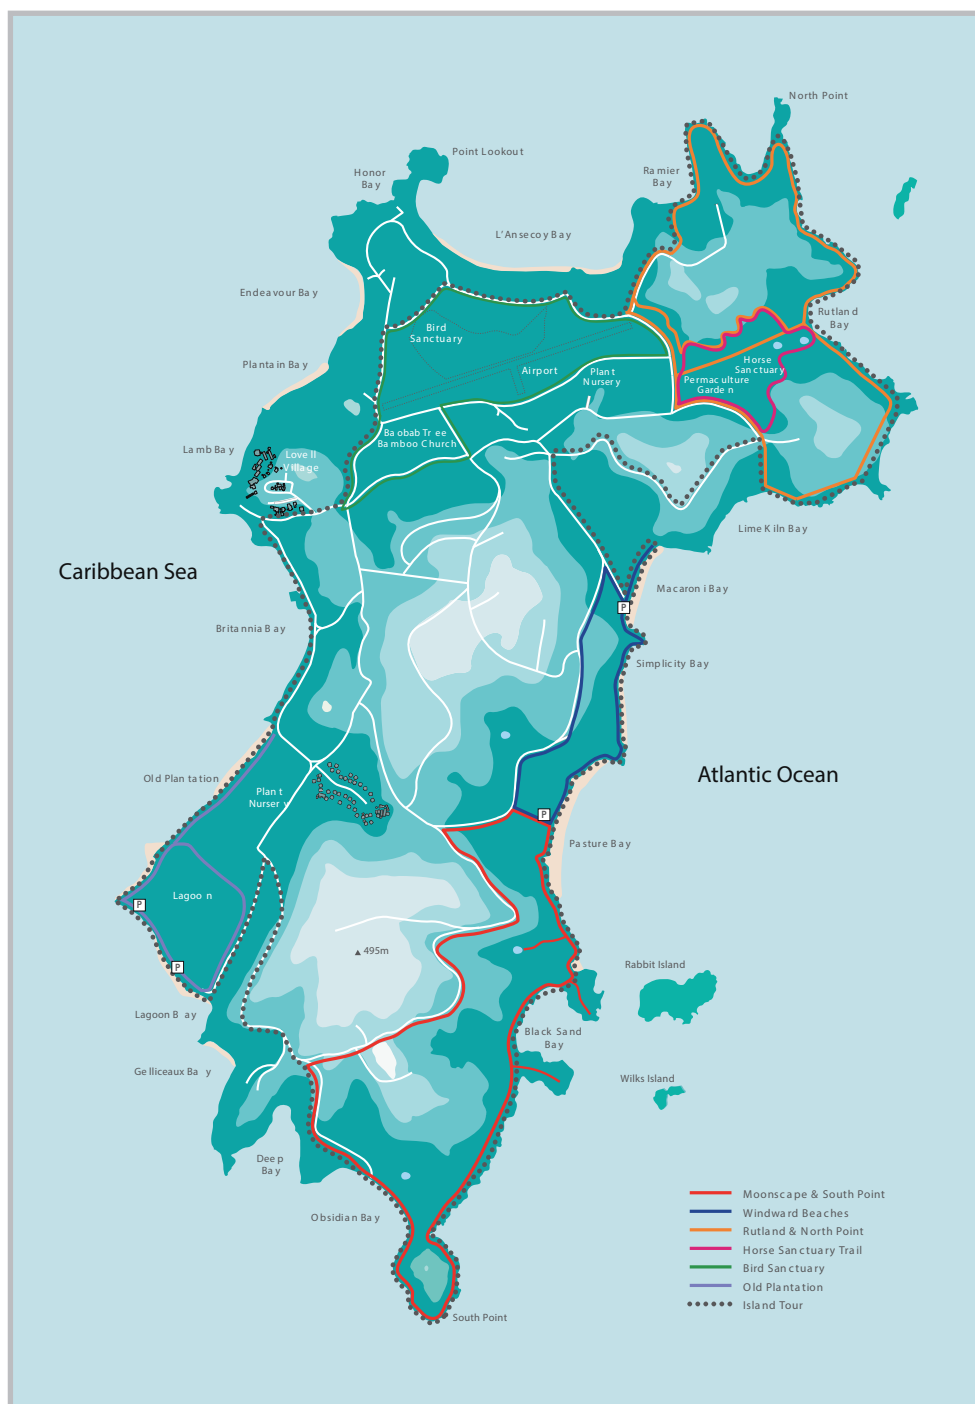 North Point
Point Lookout
Honor
Bay
Ramier
Bay
L'Ansecoy Bay
Endeavour Bay
Rutland
Bay
Bird
Sanctuary
Plantain Bay
Airport
Plant
Nursery
Horse
Sanctuary
Permaculture
Garden
Baobab Tree
Bamboo Church
Lamb Bay
Lovell
Village
Lime Kiln Bay
Caribbean Sea
Macaroni Bay
P
Britannia Bay
Simplicity Bay
Old Plantation
Atlantic Ocean
Plant
Nursery
P
Pasture Bay
Lagoon
P
495m
P
Rabbit Island
Lagoon Bay
Black Sand
Bay
Gelliceaux Bay
Wilks Island
Deep
Bay
Obsidian Bay
South Point
Moonscape & South Point
Windward Beaches
Rutland & North Point
Horse Sanctuary Trail
Bird Sanctuary
Old Plantation
Island Tour